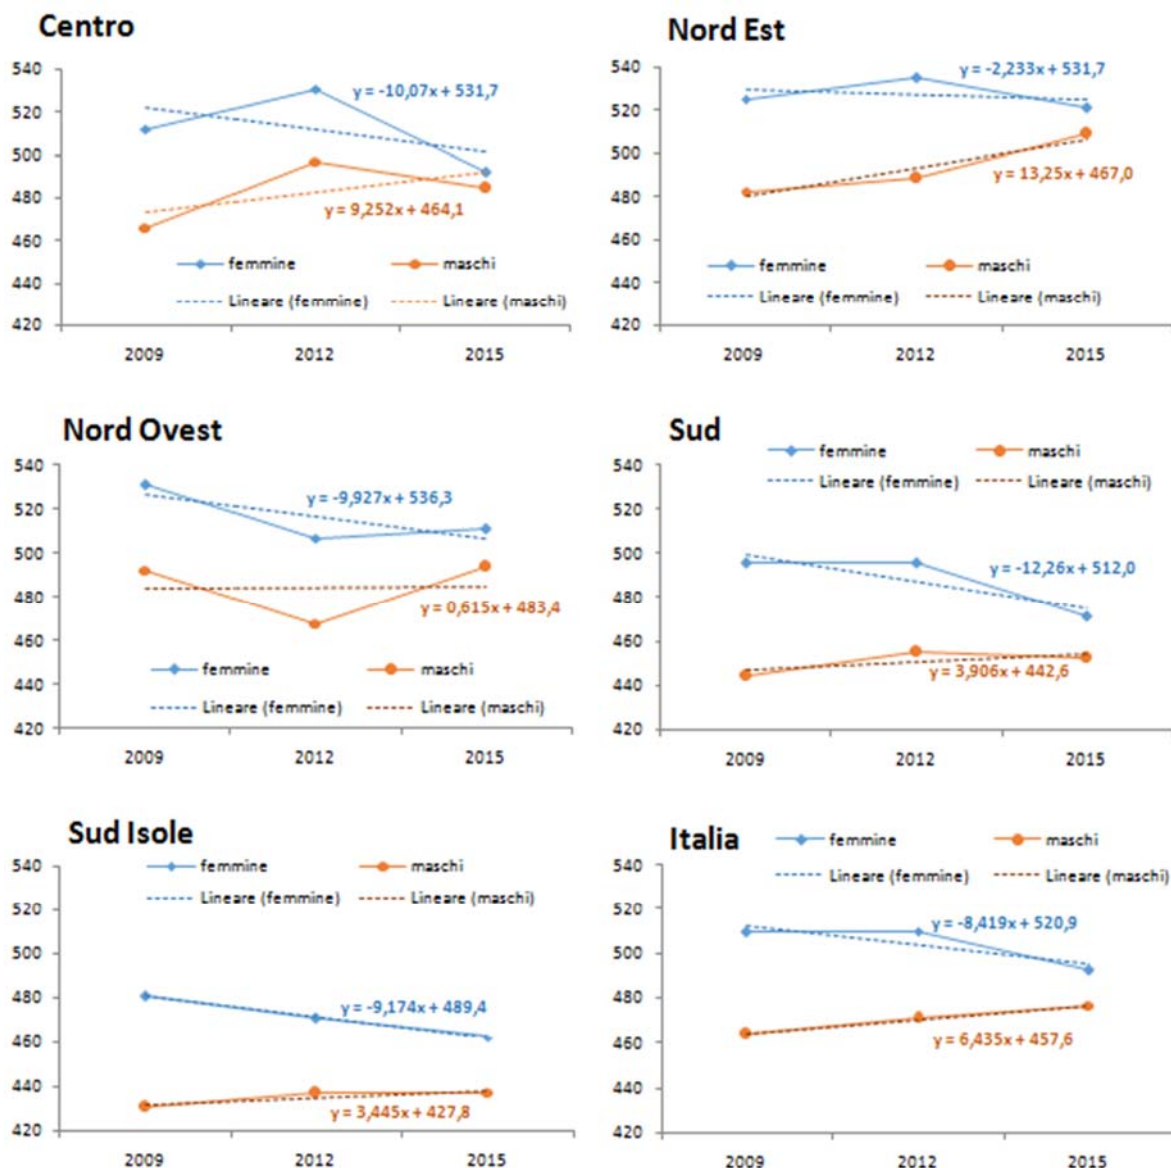 Centro
540
520
500
480
460
440
420
y = -10,07x + 531,7
y = 9,252x + 464,1
femmine
maschi
Lineare (femmine)
Lineare (maschi)
2009
2012
2015
Nord Est
540
520
500
480
460
440
420
y = -2,233x + 531,7
y = 13,25x + 467,0
femmine
maschi
Lineare (femmine)
Lineare (maschi)
2009
2012
2015
Nord Ovest
540
520
500
480
460
440
420
y = -9,927x + 536,3
y = 0,615x + 483,4
femmine
maschi
Lineare (femmine)
Lineare (maschi)
2009
2012
2015
Sud
femmine
maschi
Lineare (femmine)
Lineare (maschi)
540
520
500
480
460
440
420
y = -12,26x + 512,0
y = 3,906x + 442,6
2009
2012
2015
Sud Isole
femmine
maschi
Lineare (femmine)
Lineare (maschi)
540
520
500
480
460
440
420
y = -9,174x + 489,4
y = 3,445x + 427,8
2009
2012
2015
Italia
femmine
maschi
Lineare (femmine)
Lineare (maschi)
540
520
500
480
460
440
420
y = -8,419x + 520,9
y = 6,435x + 457,6
2009
2012
2015